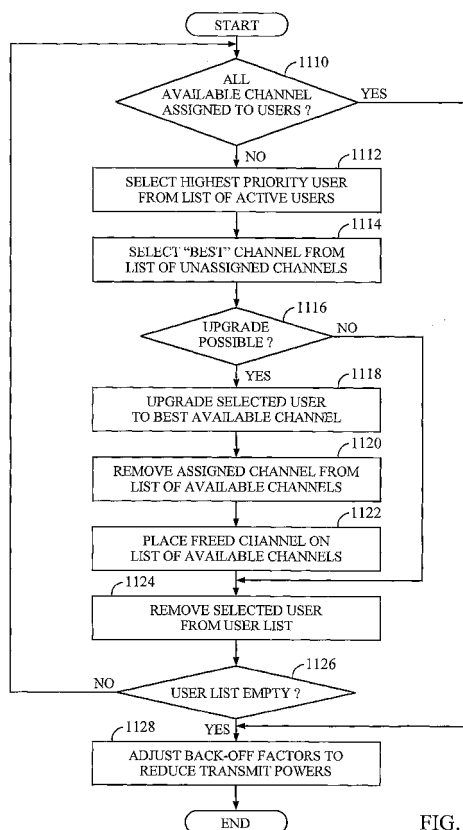 START
1110
ALL
AVAILABLE CHANNEL
ASSIGNED TO USERS ?
YES
NO
1112
SELECT HIGHEST PRIORITY USER
FROM LIST OF ACTIVE USERS
1114
SELECT "BEST" CHANNEL FROM
LIST OF UNASSIGNED CHANNELS
1116
UPGRADE
POSSIBLE ?
NO
YES
1118
UPGRADE SELECTED USER
TO BEST AVAILABLE CHANNEL
1120
REMOVE ASSIGNED CHANNEL FROM
LIST OF AVAILABLE CHANNELS
1122
PLACE FREED CHANNEL ON
LIST OF AVAILABLE CHANNELS
1124
REMOVE SELECTED USER
FROM USER LIST
1126
NO
USER LIST EMPTY ?
YES
1128
ADJUST BACK-OFF FACTORS TO
REDUCE TRANSMIT POWERS
END
FIG.